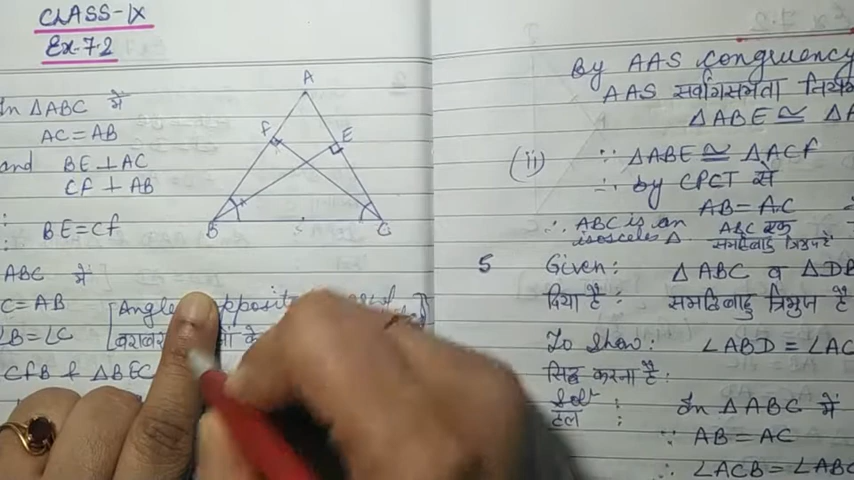 CLASS-IX
Ex-7.2
In ΔABC में
AC = AB
and BE ⊥ AC
CF ⊥ AB
:
: BE = CF
ABC में
C = AB [Angle opposite
∠B = ∠C
CFB & ΔBEC
A
F
E
B
C
By AAS Congruency
AAS सर्वांगसमता नियम
ΔABE ≅ ΔA
(ii) ∵ ΔABE ≅ ΔACF
∴ by CPCT से
AB = AC
∴ ABC is an isosceles Δ
ABC एक समद्विबाहु त्रिभुज है
5 Given: ΔABC व ΔDB
दिया है: समद्विबाहु त्रिभुज है
To Show: ∠ABD = ∠AC
सिद्ध करना है:
Sol : In ΔABC में
हल :
∵ AB = AC
∴ ∠ACB = ∠ABC